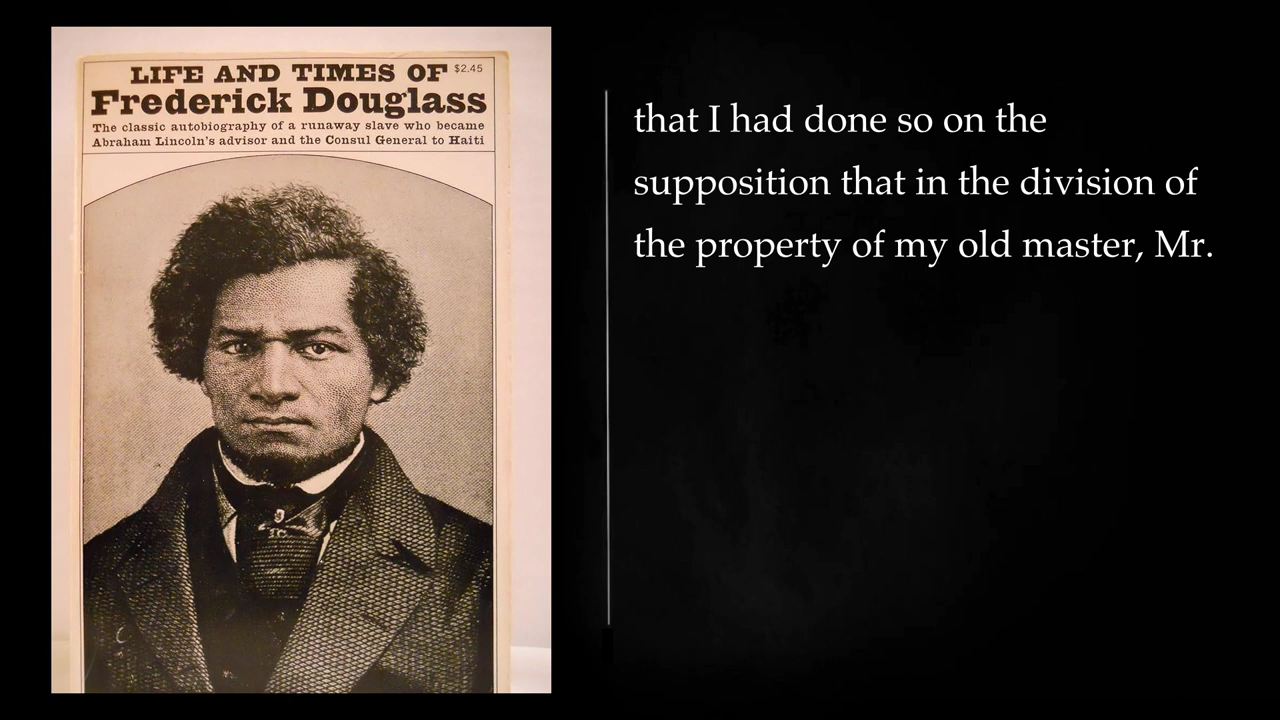 LIFE AND TIMES OF $2.45
Frederick Douglass
The classic autobiography of a runaway slave who became
Abraham Lincoln's advisor and the Consul General to Haiti
that I had done so on the
supposition that in the division of
the property of my old master, Mr.